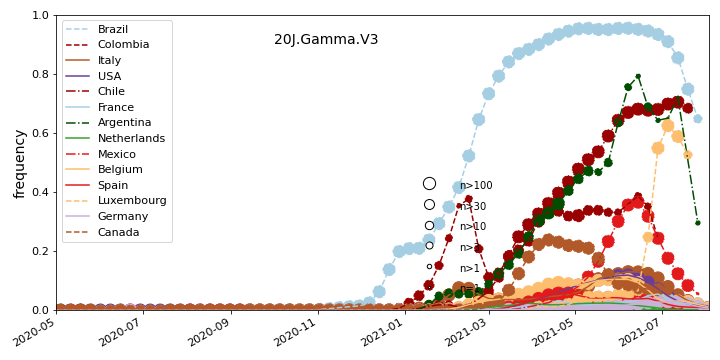 20J.Gamma.V3
frequency
1.0
0.8
0.6
0.4
0.2
0.0
Brazil
Colombia
Italy
USA
Chile
France
Argentina
Netherlands
Mexico
Belgium
Spain
Luxembourg
Germany
Canada
n>100
n>30
n>10
n>1
2020-05
2020-07
2020-09
2020-11
2021-01
2021-03
2021-05
2021-07